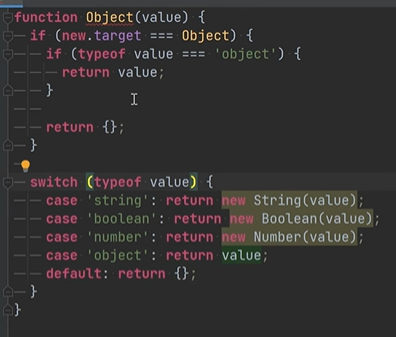 function Object(value) {
if (new.target === Object) {
if (typeof value === 'object') {
return value;
}
return {};
}
switch (typeof value) {
case 'string': return new String(value);
case 'boolean': return new Boolean(value);
case 'number': return new Number(value);
case 'object': return value;
default: return {};
}
}